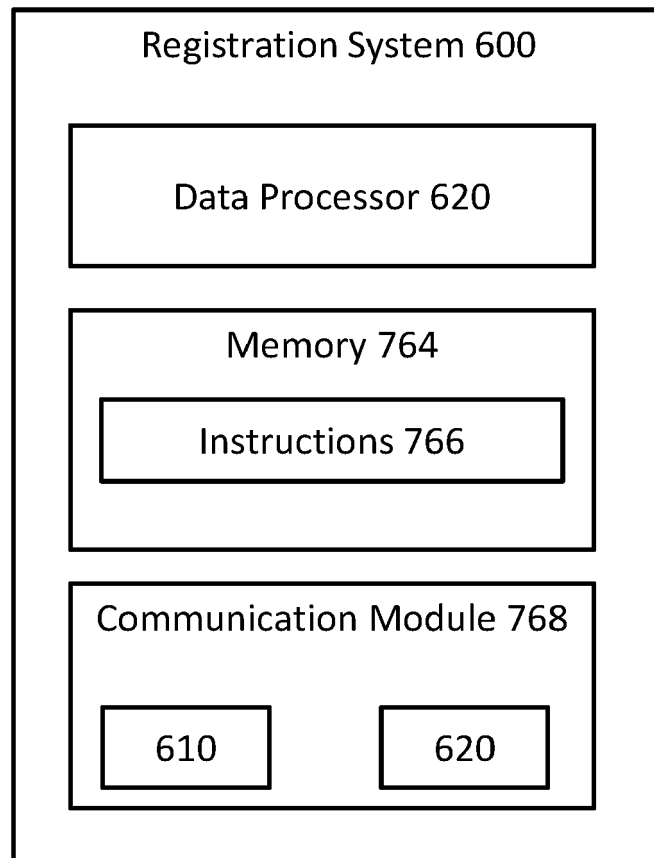 Registration System 600
Data Processor 620
Memory 764
Instructions 766
Communication Module 768
610 620